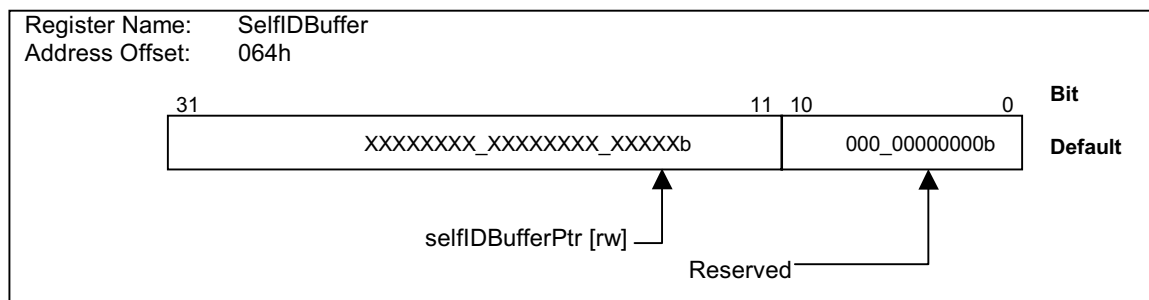 Register Name: SelfIDBuffer
Address Offset: 064h
31 11 10 0 Bit
XXXXXXXX_XXXXXXXX_XXXXXb 000_00000000b Default
selfIDBufferPtr [rw]
Reserved